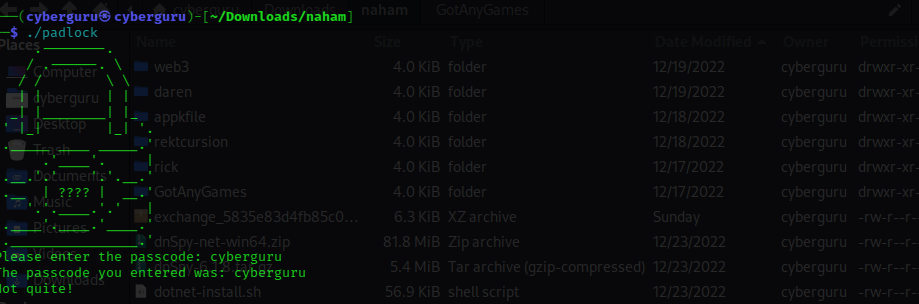 cyberguru Downloads naham GotAnyGames
(cyberguru㉿cyberguru)-[~/Downloads/naham]
$ ./padlock
Places
Name Size Type Date Modified Owner Permiss
Computer
web3 4.0 KiB folder 12/19/2022 cyberguru drwxr-xr-
cyberguru
daren 4.0 KiB folder 12/19/2022 cyberguru drwxr-xr-
Desktop
appkfile 4.0 KiB folder 12/18/2022 cyberguru drwxr-xr-
Trash
rektcursion 4.0 KiB folder 12/18/2022 cyberguru drwxr-xr-
Documents
rick 4.0 KiB folder 12/17/2022 cyberguru drwxr-xr-
Music
????
GotAnyGames 4.0 KiB folder 12/17/2022 cyberguru drwxr-xr-
Pictures
exchange_5835e83d4fb85c0... 6.3 KiB XZ archive Sunday cyberguru -rw-r--r--
Videos
dnSpy-net-win64.zip 81.8 MiB Zip archive 12/23/2022 cyberguru -rw-r--r--
Please enter the passcode: cyberguru
5.4 MiB Tar archive (gzip-compressed) 12/23/2022 cyberguru -rw-r--r--
The passcode you entered was: cyberguru
Downloads
Not quite!
dotnet-install.sh 56.9 KiB shell script 12/23/2022 cyberguru -rw-r--r--